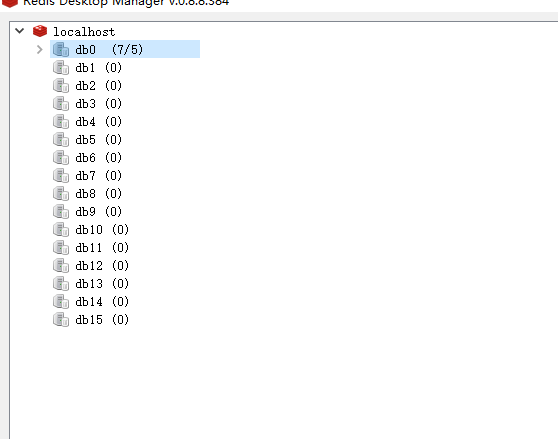 Redis Desktop Manager v.0.8.8.384
localhost
db0 (7/5)
db1 (0)
db2 (0)
db3 (0)
db4 (0)
db5 (0)
db6 (0)
db7 (0)
db8 (0)
db9 (0)
db10 (0)
db11 (0)
db12 (0)
db13 (0)
db14 (0)
db15 (0)